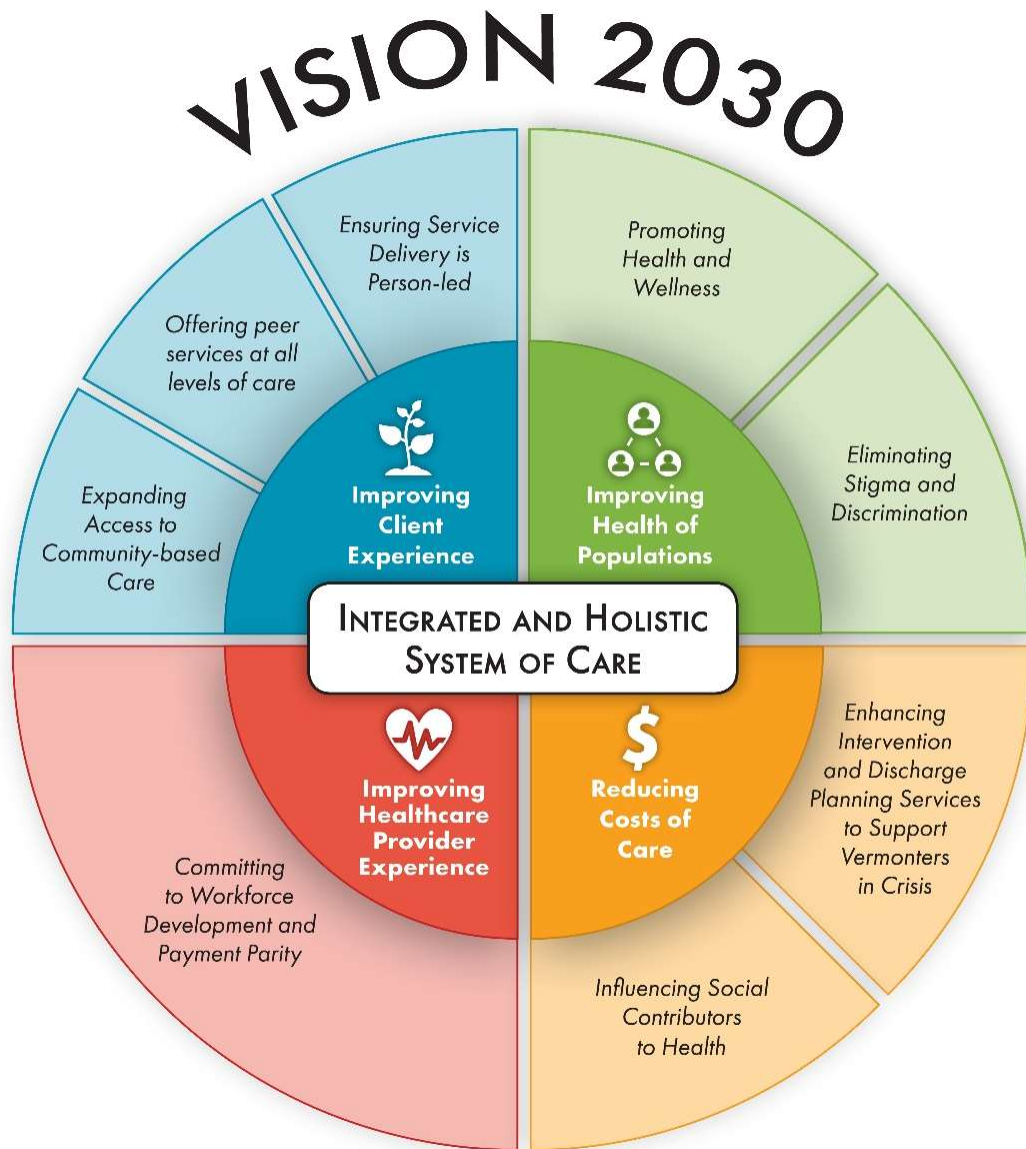 VISION 2030
Ensuring Service
Delivery is
Person-led
Promoting
Health and
Wellness
Offering peer
services at all
levels of care
Eliminating
Stigma and
Discrimination
Expanding
Access to
Community-based
Care
Improving
Client
Experience
Improving
Health of
Populations
INTEGRATED AND HOLISTIC
SYSTEM OF CARE
Improving
Healthcare
Provider
Experience
$
Reducing
Costs of
Care
Enhancing
Intervention
and Discharge
Planning Services
to Support
Vermonters
in Crisis
Committing
to Workforce
Development and
Payment Parity
Influencing Social
Contributors
to Health